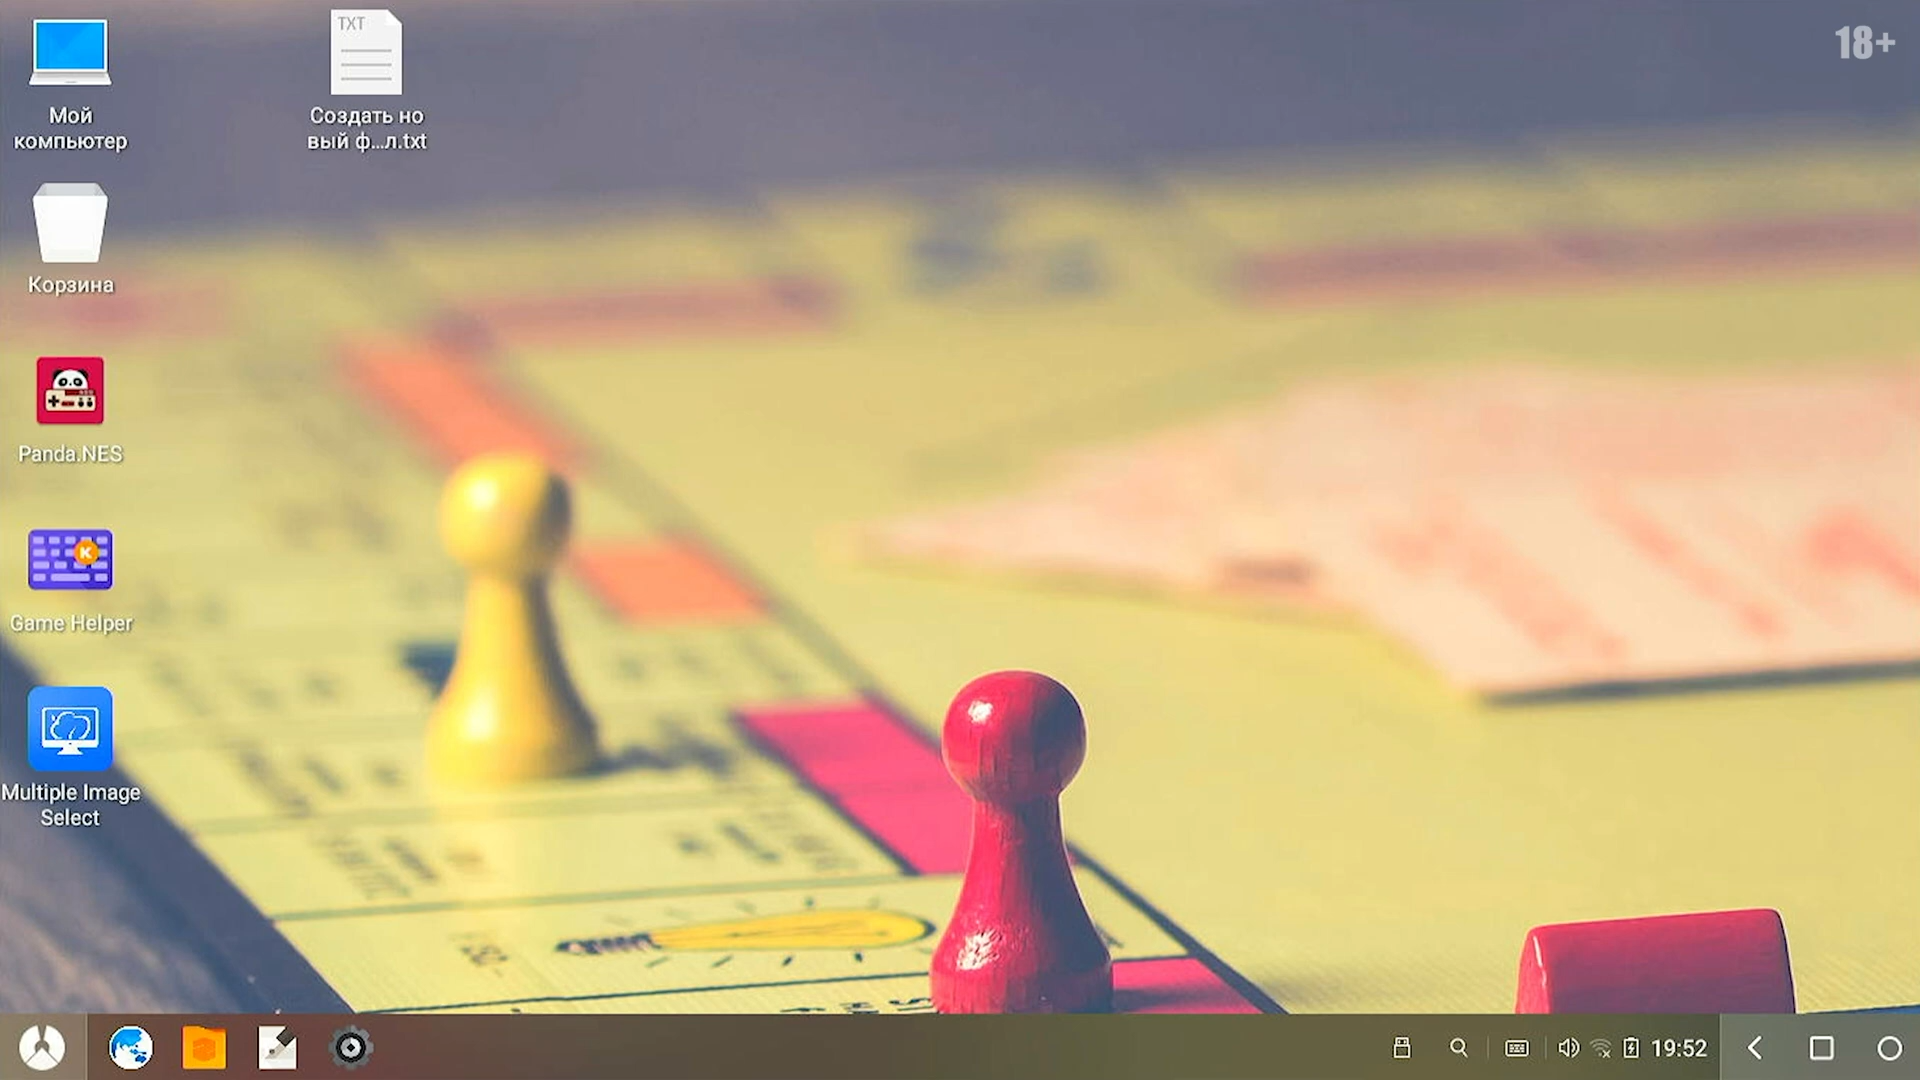 TXT
18+
Мой
компьютер
Создать но
вый ф...л.txt
Корзина
Panda.NES
K
Game Helper
Multiple Image
Select
19:52